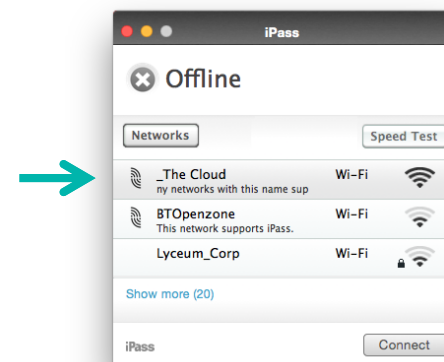 iPass
Offline
Networks
Speed Test
_The Cloud Wi-Fi
ny networks with this name sup
BTOpenzone Wi-Fi
This network supports iPass.
Lyceum_Corp Wi-Fi
Show more (20)
iPass
Connect